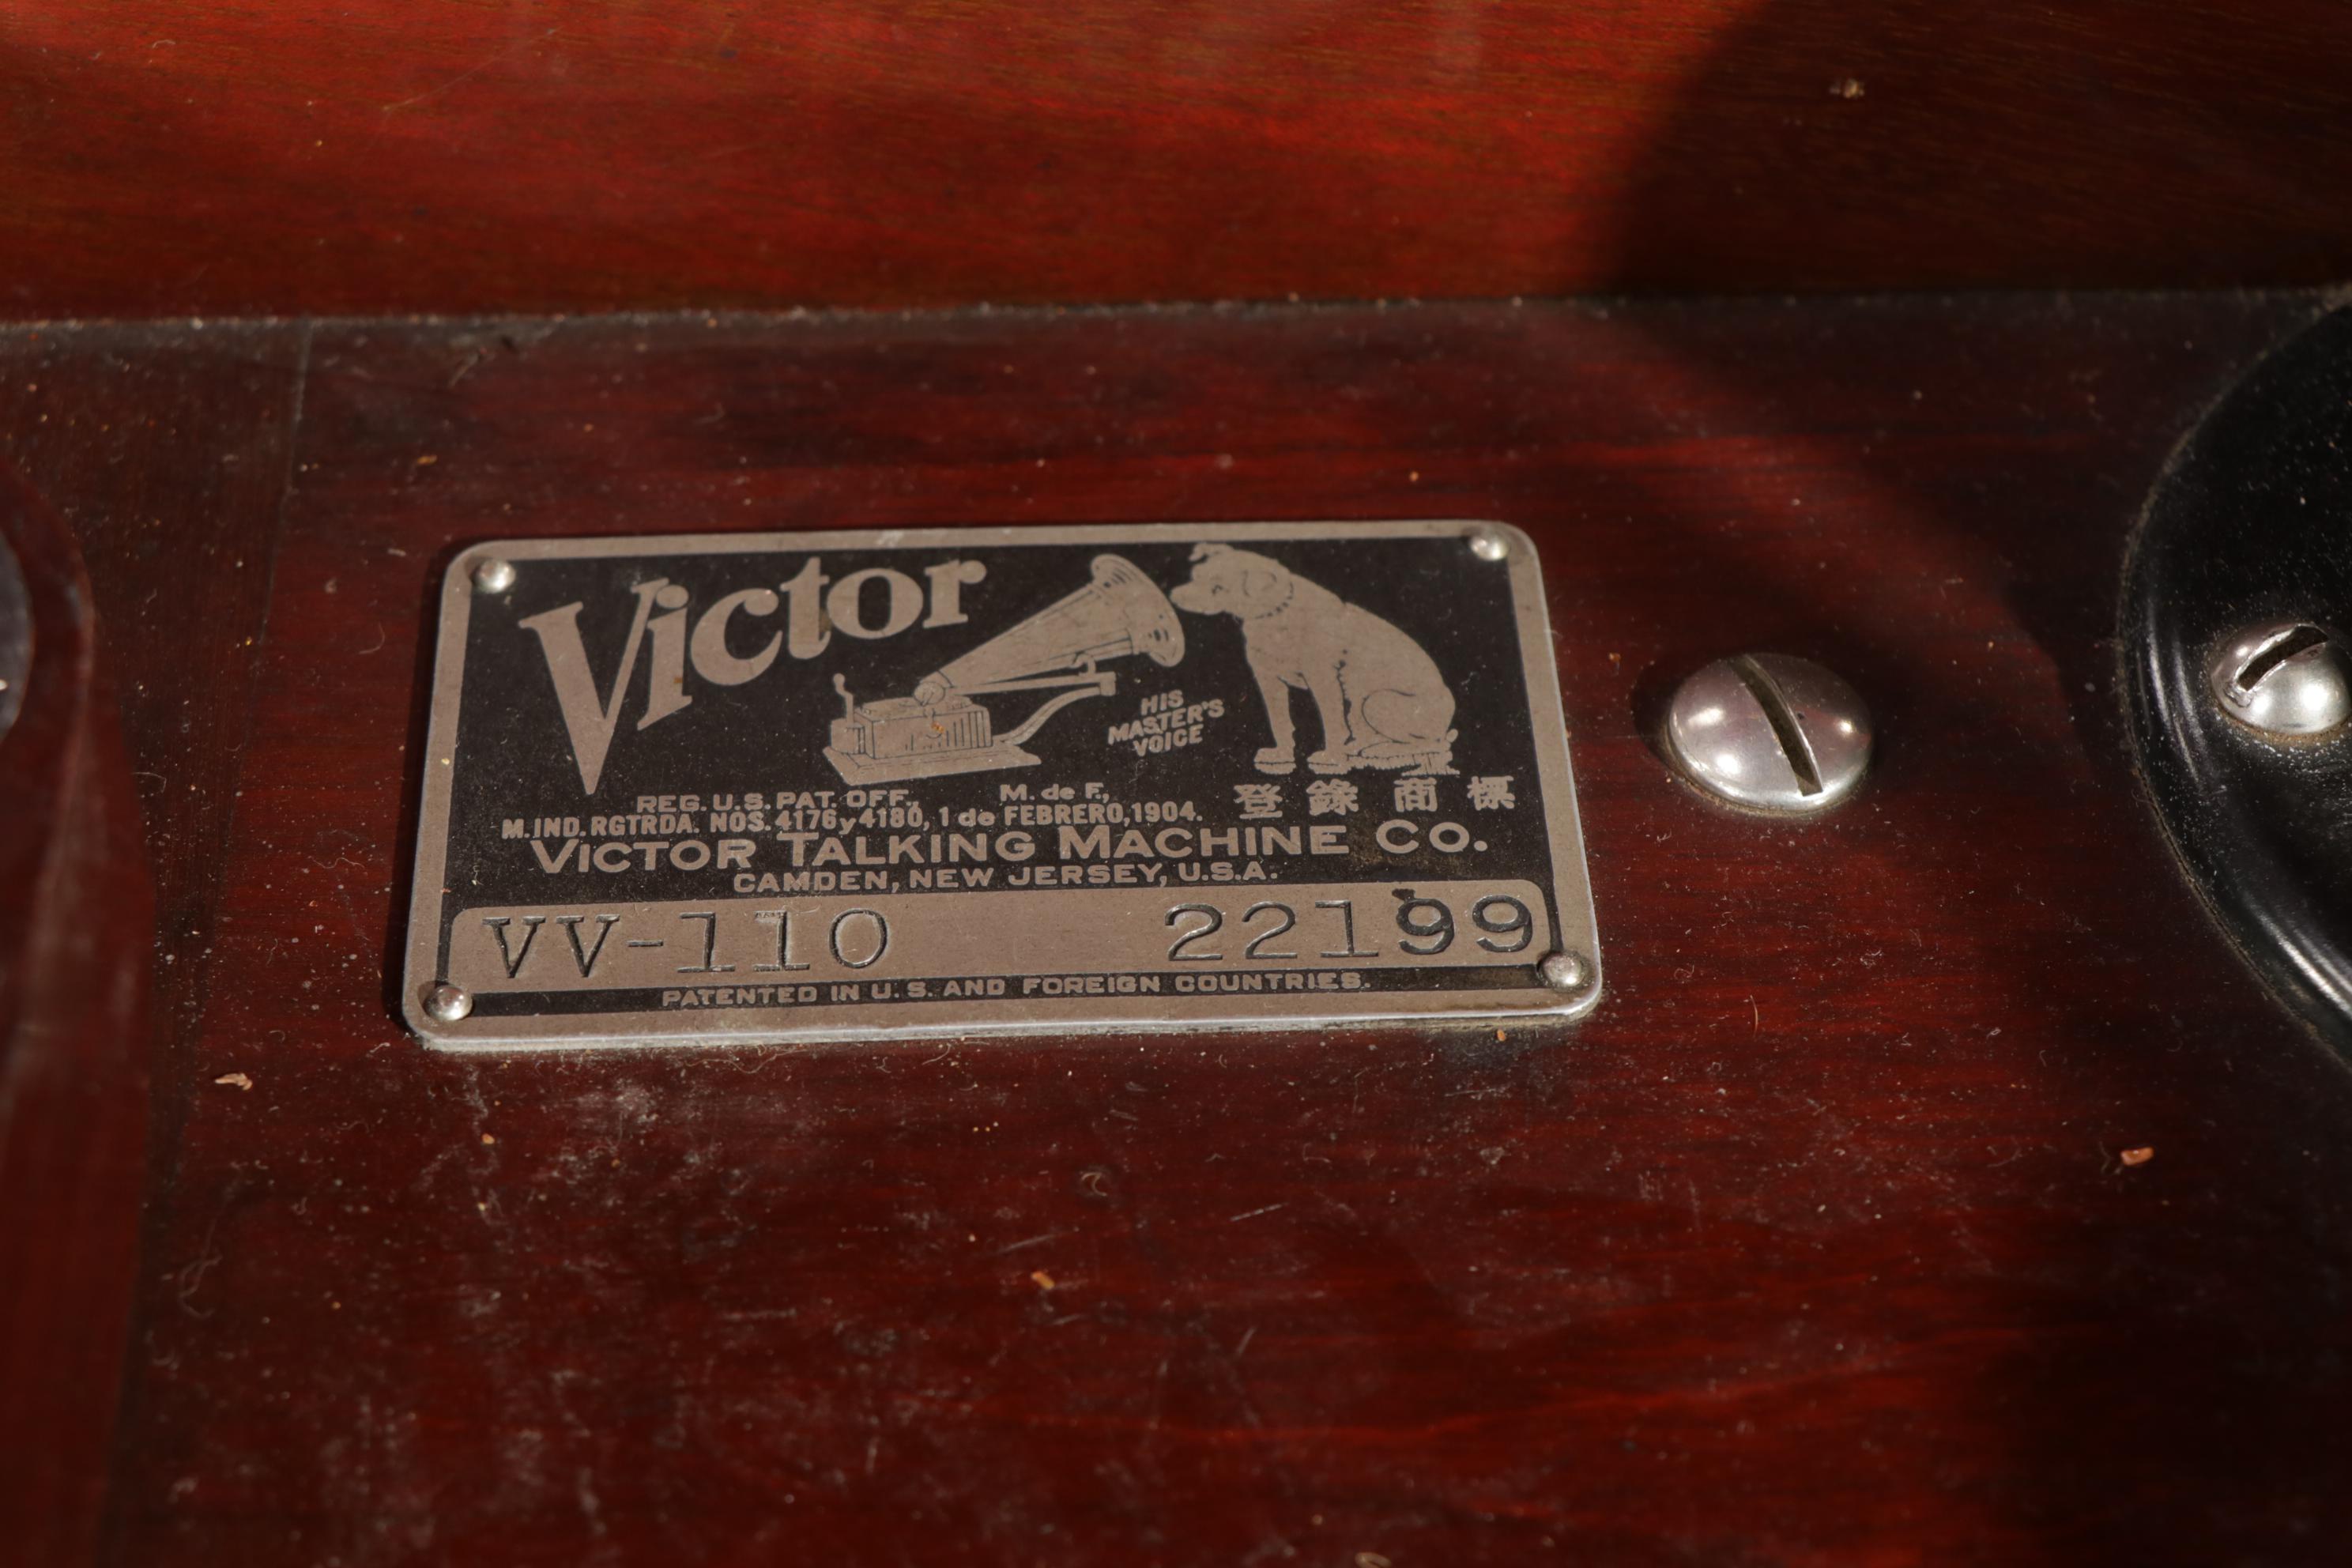 Victor
HIS
MASTER'S
VOICE
REG. U.S. PAT. OFF. M. de F.,
M. IND. RGTRDA. NOS. 4176 y 4180, 1 de FEBRERO, 1904.
登錄商標
VICTOR TALKING MACHINE CO.
CAMDEN, NEW JERSEY, U.S.A.
VV-110 22199
PATENTED IN U.S. AND FOREIGN COUNTRIES.